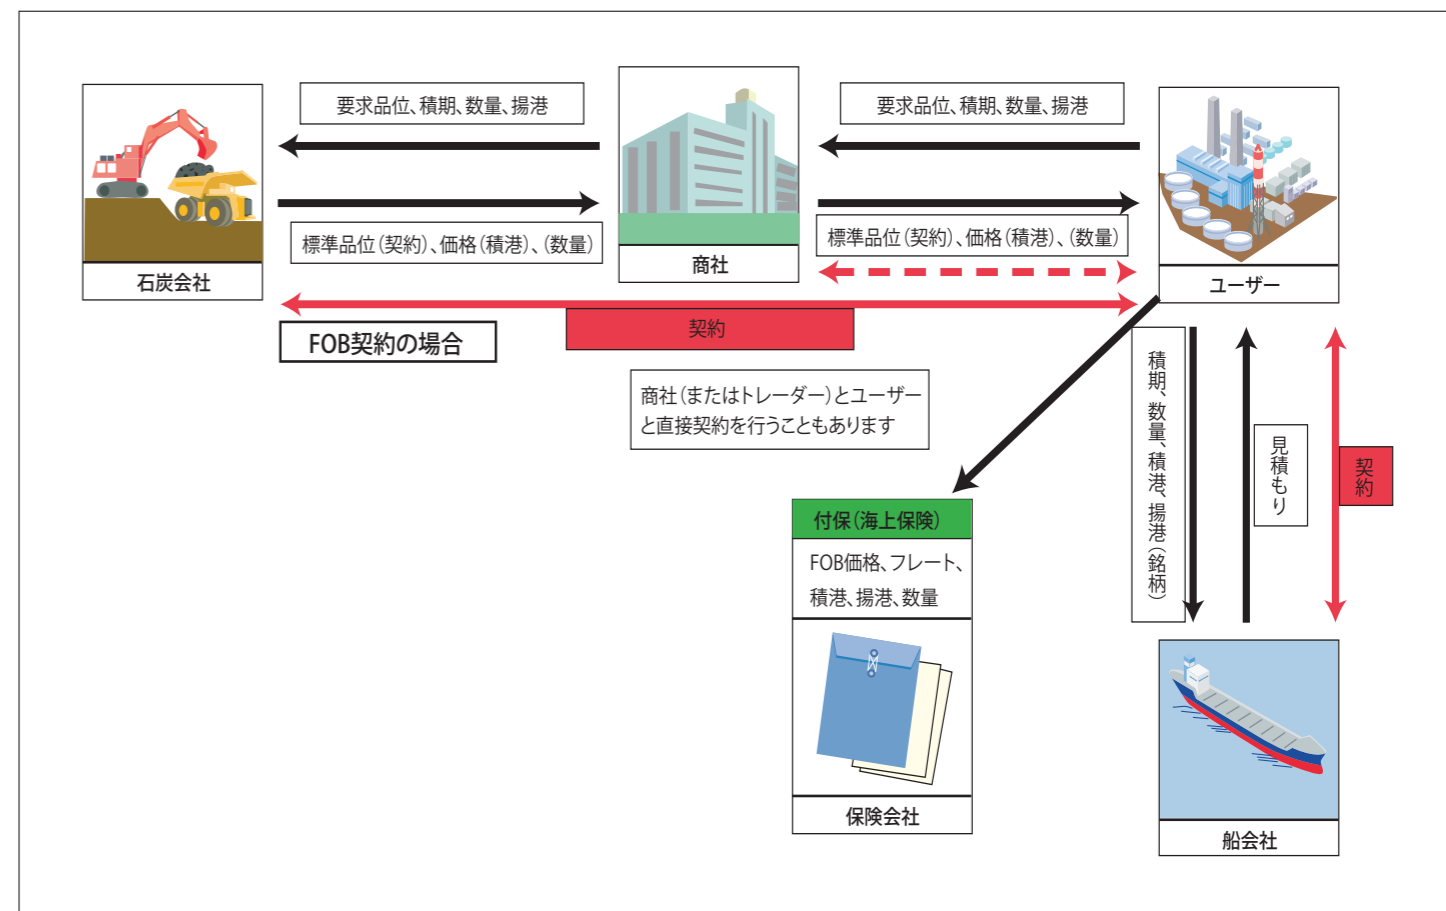 要求品位、積期、数量、揚港
要求品位、積期、数量、揚港
標準品位(契約)、価格(積港)、(数量)
標準品位(契約)、価格(積港)、(数量)
石炭会社
商社
ユーザー
FOB契約の場合
契約
商社(またはトレーダー)とユーザー
と直接契約を行うこともあります
積期、数量、積港、揚港(銘柄)
見積もり
契約
付保(海上保険)
FOB価格、フレート、
積港、揚港、数量
保険会社
船会社